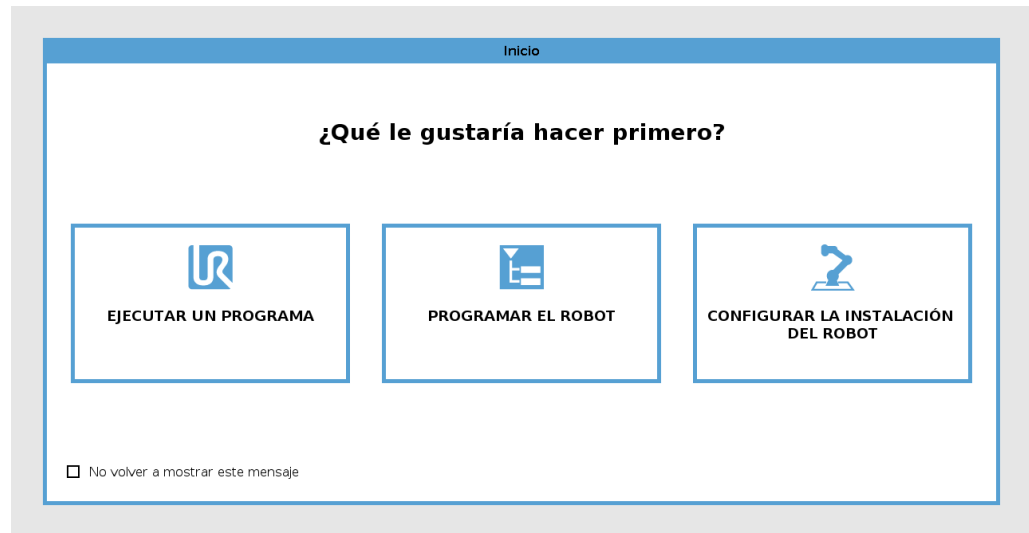 Inicio
¿Qué le gustaría hacer primero?
EJECUTAR UN PROGRAMA
PROGRAMAR EL ROBOT
CONFIGURAR LA INSTALACIÓN
DEL ROBOT
No volver a mostrar este mensaje